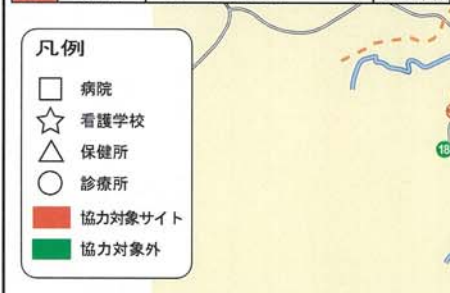 凡例
病院
看護学校
保健所
診療所
協力対象サイト
協力対象外
18